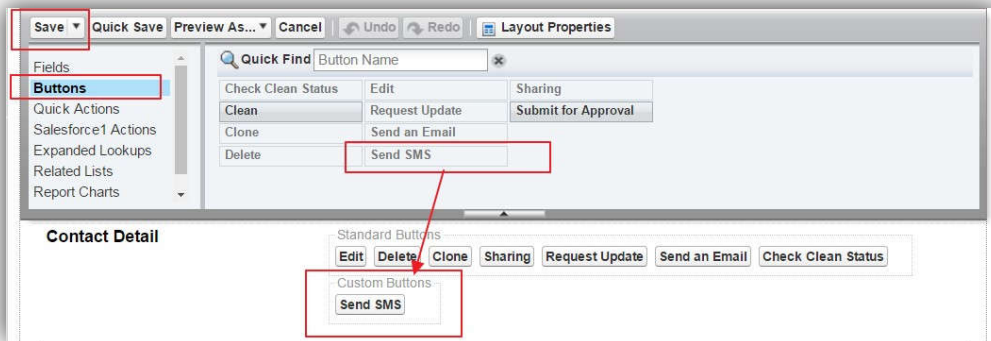 Save Quick Save Preview As... Cancel Undo Redo Layout Properties
Fields
Buttons
Quick Actions
Salesforce1 Actions
Expanded Lookups
Related Lists
Report Charts
Quick Find Button Name
Check Clean Status Edit Sharing
Clean Request Update Submit for Approval
Clone Send an Email
Delete Send SMS
Contact Detail
Standard Buttons
Edit Delete Clone Sharing Request Update Send an Email Check Clean Status
Custom Buttons
Send SMS